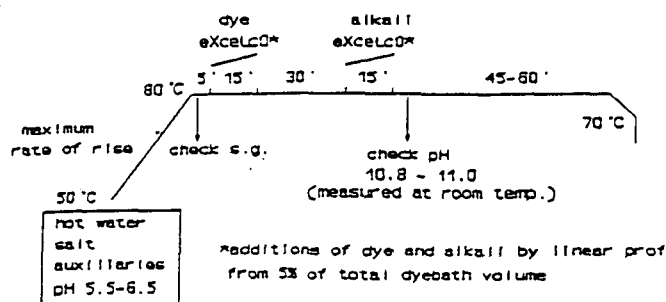 dye alkali
eXceLcO* eXceLcO*
5' 15' 30' 15' 45-60'
80 °C
70 °C
maximum
rate of rise
check s.g.
check pH
10.8 - 11.0
(measured at room temp.)
50 °C
hot water
salt
auxiliaries
pH 5.5-6.5
*additions of dye and alkali by linear prof
from 5% of total dyebath volume